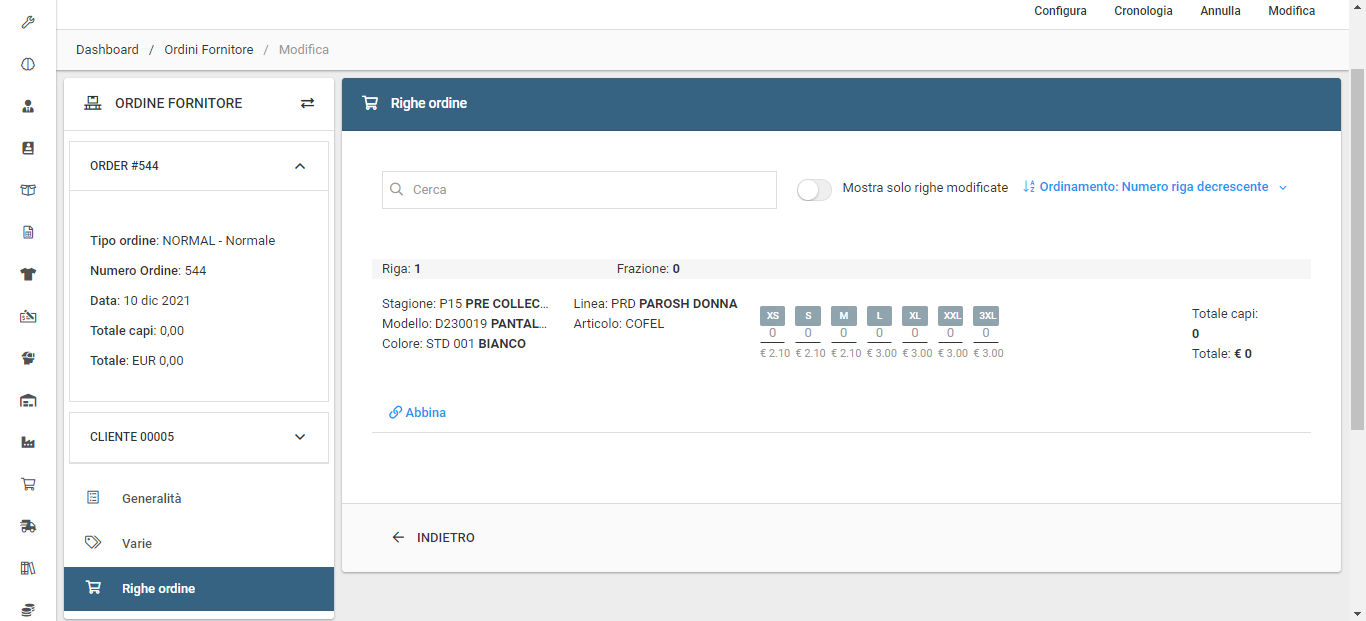 Configura Cronologia Annulla Modifica
Dashboard / Ordini Fornitore / Modifica
ORDINE FORNITORE
ORDER #544
Tipo ordine: NORMAL - Normale
Numero Ordine: 544
Data: 10 dic 2021
Totale capi: 0,00
Totale: EUR 0,00
CLIENTE 00005
Generalità
Varie
Righe ordine
Righe ordine
Cerca
Mostra solo righe modificate
Ordinamento: Numero riga decrescente
Riga: 1 Frazione: 0
Stagione: P15 PRE COLLEC...
Modello: D230019 PANTAL...
Colore: STD 001 BIANCO
Linea: PRD PAROSH DONNA
Articolo: COFEL
XS S M L XL XXL 3XL
0 0 0 0 0 0 0
€ 2.10 € 2.10 € 2.10 € 3.00 € 3.00 € 3.00 € 3.00
Totale capi:
0
Totale: € 0
Abbina
INDIETRO